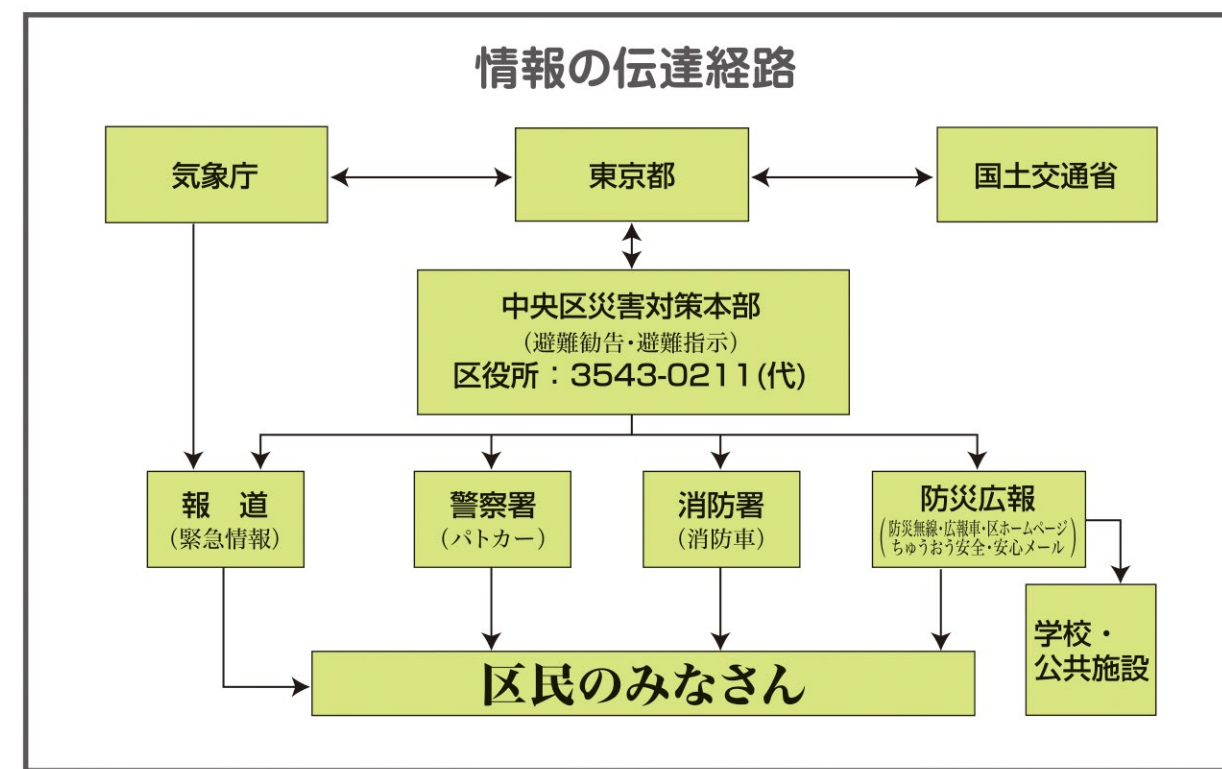 情報の伝達経路
気象庁
東京都
国土交通省
中央区災害対策本部
（避難勧告・避難指示）
区役所：3543-0211(代)
報　道
（緊急情報）
警察署
（パトカー）
消防署
（消防車）
防災広報
（防災無線・広報車・区ホームページ
ちゅうおう安全・安心メール）
学校・
公共施設
区民のみなさん